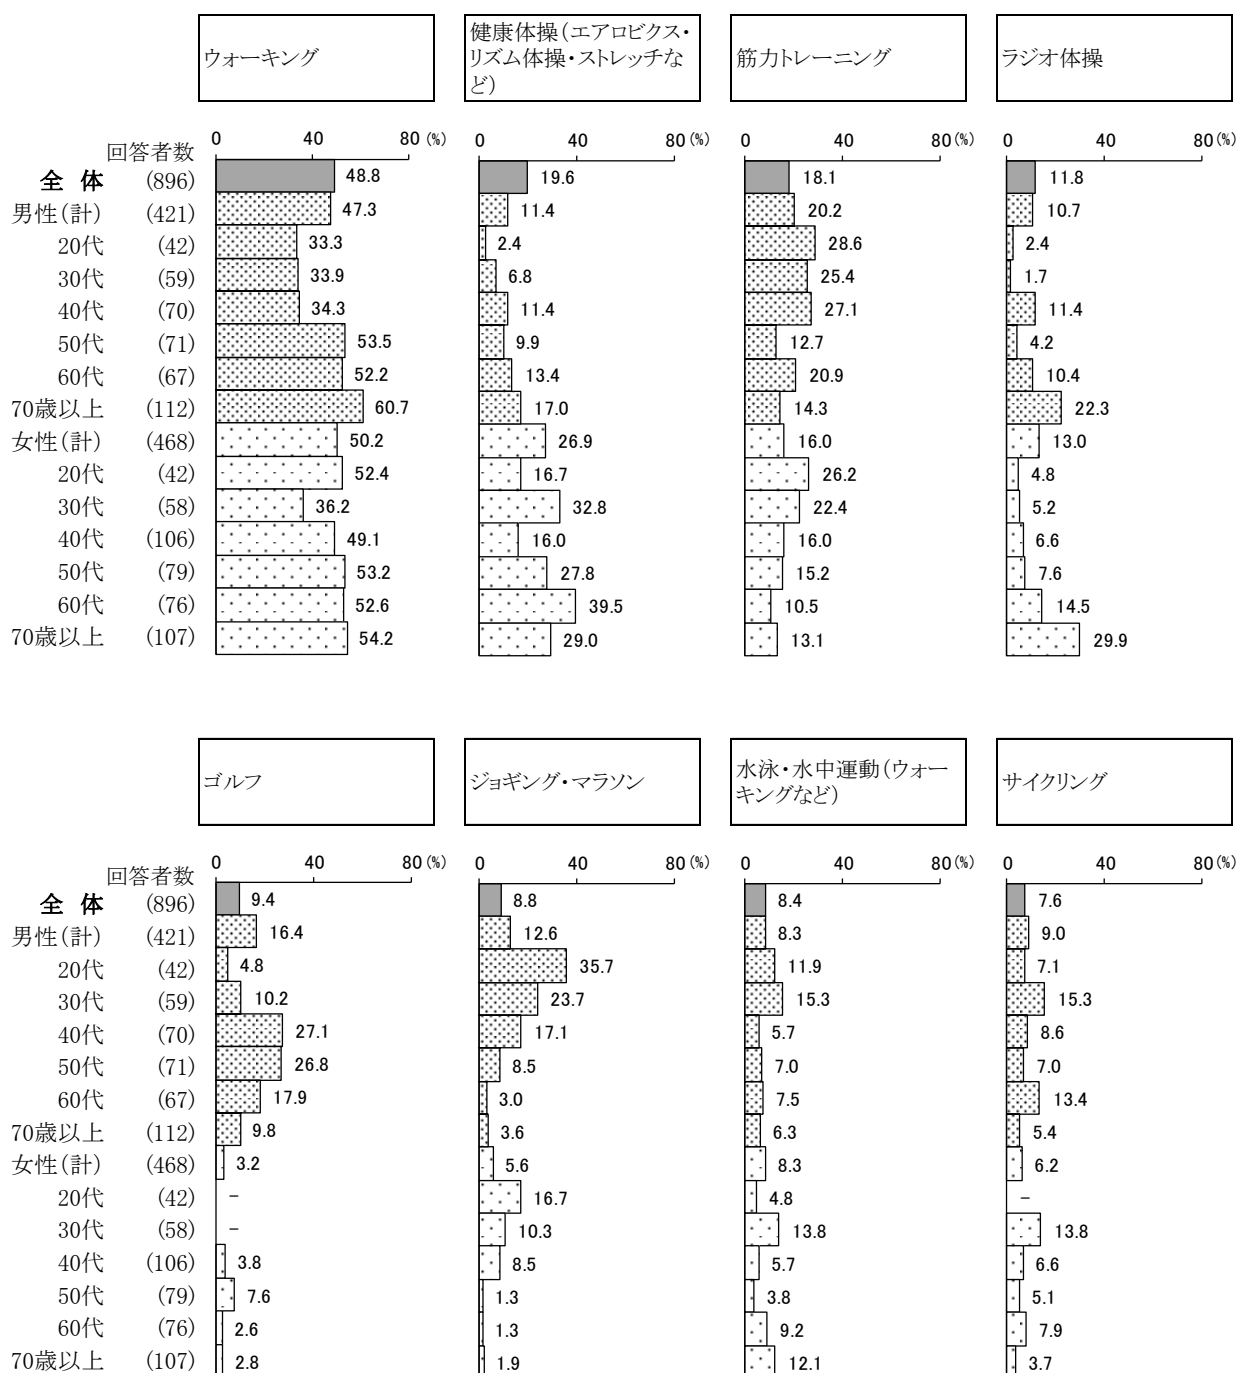 ウォーキング
健康体操（エアロビクス・
リズム体操・ストレッチな
ど）
筋力トレーニング
ラジオ体操
0 40 80 (%) 0 40 80 (%) 0 40 80 (%) 0 40 80 (%)
回答者数
全 体 (896) 48.8 19.6 18.1 11.8
男性（計） (421) 47.3 11.4 20.2 10.7
20代 (42) 33.3 2.4 28.6 2.4
30代 (59) 33.9 6.8 25.4 1.7
40代 (70) 34.3 11.4 27.1 11.4
50代 (71) 53.5 9.9 12.7 4.2
60代 (67) 52.2 13.4 20.9 10.4
70歳以上 (112) 60.7 17.0 14.3 22.3
女性（計） (468) 50.2 26.9 16.0 13.0
20代 (42) 52.4 16.7 26.2 4.8
30代 (58) 36.2 32.8 22.4 5.2
40代 (106) 49.1 16.0 16.0 6.6
50代 (79) 53.2 27.8 15.2 7.6
60代 (76) 52.6 39.5 10.5 14.5
70歳以上 (107) 54.2 29.0 13.1 29.9
ゴルフ
ジョギング・マラソン
水泳・水中運動（ウォー
キングなど）
サイクリング
0 40 80 (%) 0 40 80 (%) 0 40 80 (%) 0 40 80 (%)
回答者数
全 体 (896) 9.4 8.8 8.4 7.6
男性（計） (421) 16.4 12.6 8.3 9.0
20代 (42) 4.8 35.7 11.9 7.1
30代 (59) 10.2 23.7 15.3 15.3
40代 (70) 27.1 17.1 5.7 8.6
50代 (71) 26.8 8.5 7.0 7.0
60代 (67) 17.9 3.0 7.5 13.4
70歳以上 (112) 9.8 3.6 6.3 5.4
女性（計） (468) 3.2 5.6 8.3 6.2
20代 (42) - 16.7 4.8 -
30代 (58) - 10.3 13.8 13.8
40代 (106) 3.8 8.5 5.7 6.6
50代 (79) 7.6 1.3 3.8 5.1
60代 (76) 2.6 1.3 9.2 7.9
70歳以上 (107) 2.8 1.9 12.1 3.7